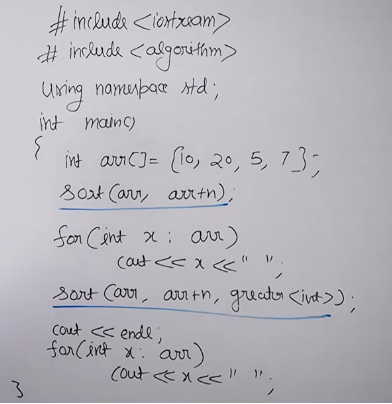 #include <iostream>
# include <algorithm>
using namespace std;
int main()
{
int arr[]= {10, 20, 5, 7};
sort (arr, arr+n);
for(int x : arr)
cout << x <<" ";
sort (arr, arr+n, greater <int>);
cout << endl;
for(int x: arr)
cout << x <<" ";
}